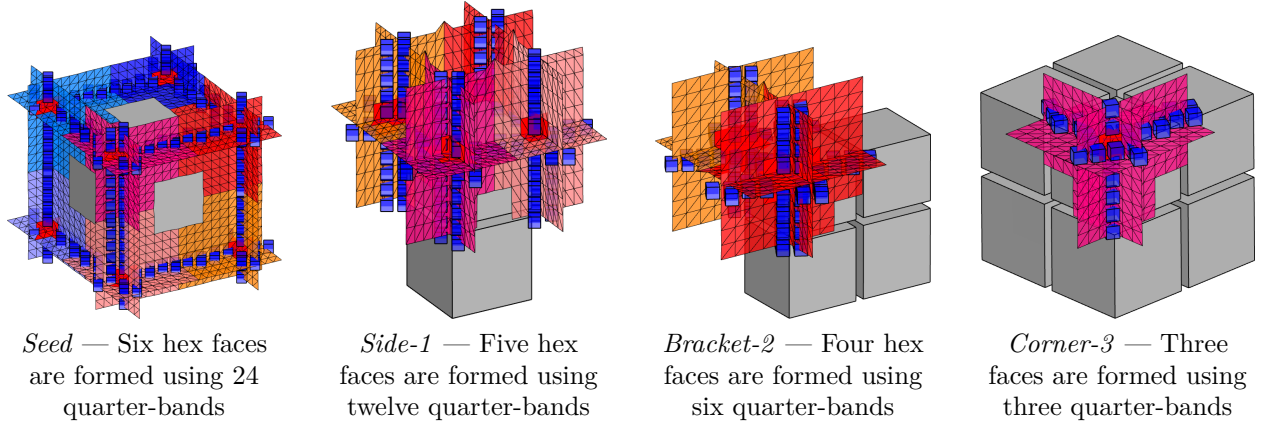 Seed — Six hex faces
are formed using 24
quarter-bands
Side-1 — Five hex
faces are formed using
twelve quarter-bands
Bracket-2 — Four hex
faces are formed using
six quarter-bands
Corner-3 — Three
faces are formed using
three quarter-bands